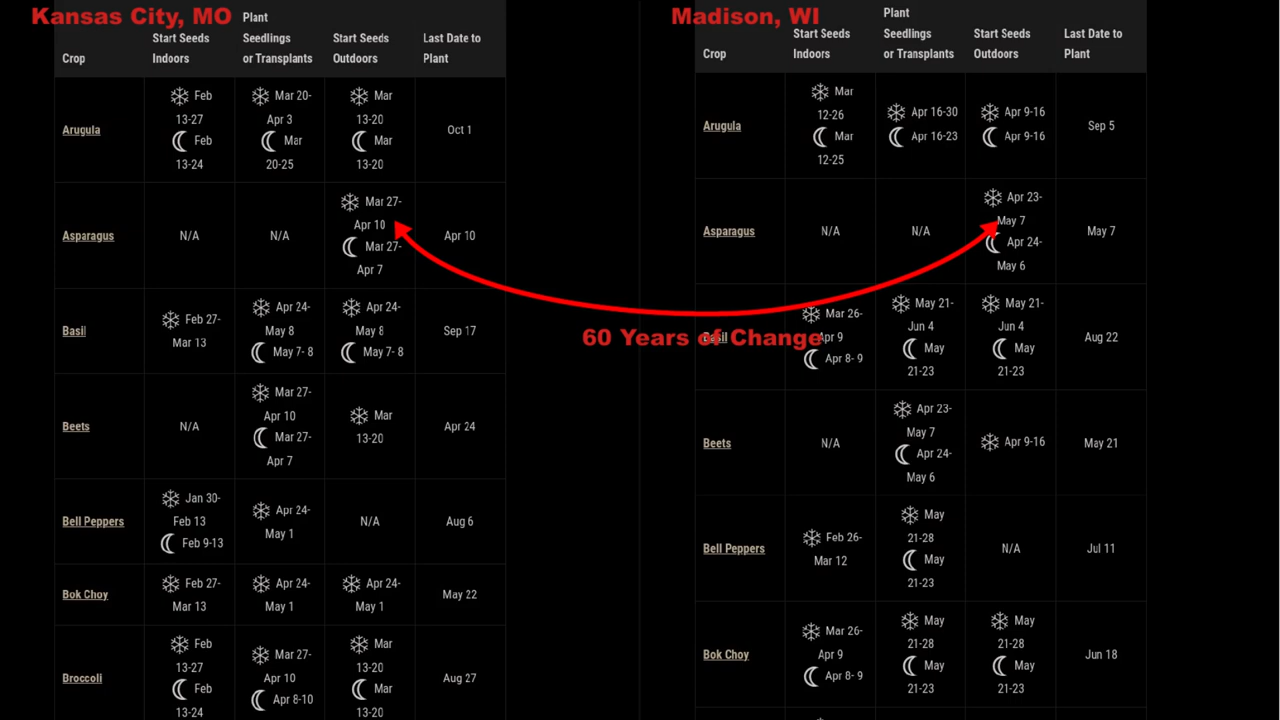 Kansas City, MO
Crop
Start Seeds
Indoors
Plant
Seedlings
or Transplants
Start Seeds
Outdoors
Last Date to
Plant
Arugula
Feb
13-27
Feb
13-24
Mar 20-
Apr 3
Mar
20-25
Mar
13-20
Mar
13-20
Oct 1
Asparagus
N/A
N/A
Mar 27-
Apr 10
Mar 27-
Apr 7
Apr 10
Basil
Feb 27-
Mar 13
Apr 24-
May 8
May 7- 8
Apr 24-
May 8
May 7- 8
Sep 17
Beets
N/A
Mar 27-
Apr 10
Mar 27-
Apr 7
Mar
13-20
Apr 24
Bell Peppers
Jan 30-
Feb 13
Feb 9-13
Apr 24-
May 1
N/A
Aug 6
Bok Choy
Feb 27-
Mar 13
Apr 24-
May 1
Apr 24-
May 1
May 22
Broccoli
Feb
13-27
Feb
13-24
Mar 27-
Apr 10
Apr 8-10
Mar
13-20
Mar
13-20
Aug 27
60 Years of Change
Madison, WI
Crop
Start Seeds
Indoors
Plant
Seedlings
or Transplants
Start Seeds
Outdoors
Last Date to
Plant
Arugula
Mar
12-26
Mar
12-25
Apr 16-30
Apr 16-23
Apr 9-16
Apr 9-16
Sep 5
Asparagus
N/A
N/A
Apr 23-
May 7
Apr 24-
May 6
May 7
Basil
Mar 26-
Apr 9
Apr 8- 9
May 21-
Jun 4
May
21-23
May 21-
Jun 4
May
21-23
Aug 22
Beets
N/A
Apr 23-
May 7
Apr 24-
May 6
Apr 9-16
May 21
Bell Peppers
Feb 26-
Mar 12
May
21-28
May
21-23
N/A
Jul 11
Bok Choy
Mar 26-
Apr 9
Apr 8- 9
May
21-28
May
21-23
May
21-28
May
21-23
Jun 18